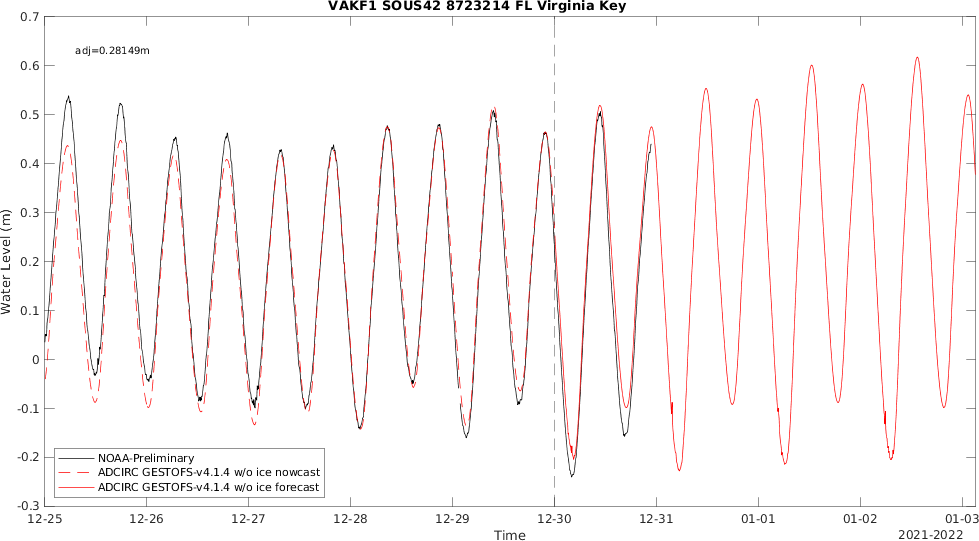 VAKF1 SOUS42 8723214 FL Virginia Key
adj=0.28149m
0.7
0.6
0.5
0.4
0.3
0.2
0.1
0
-0.1
-0.2
-0.3
Water Level (m)
NOAA-Preliminary
ADCIRC GESTOFS-v4.1.4 w/o ice nowcast
ADCIRC GESTOFS-v4.1.4 w/o ice forecast
12-25 12-26 12-27 12-28 12-29 12-30 12-31 01-01 01-02 01-03
Time
2021-2022